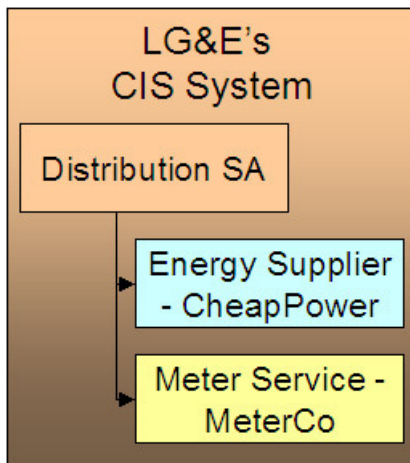 LG&E's
CIS System
Distribution SA
Energy Supplier
- CheapPower
Meter Service -
MeterCo